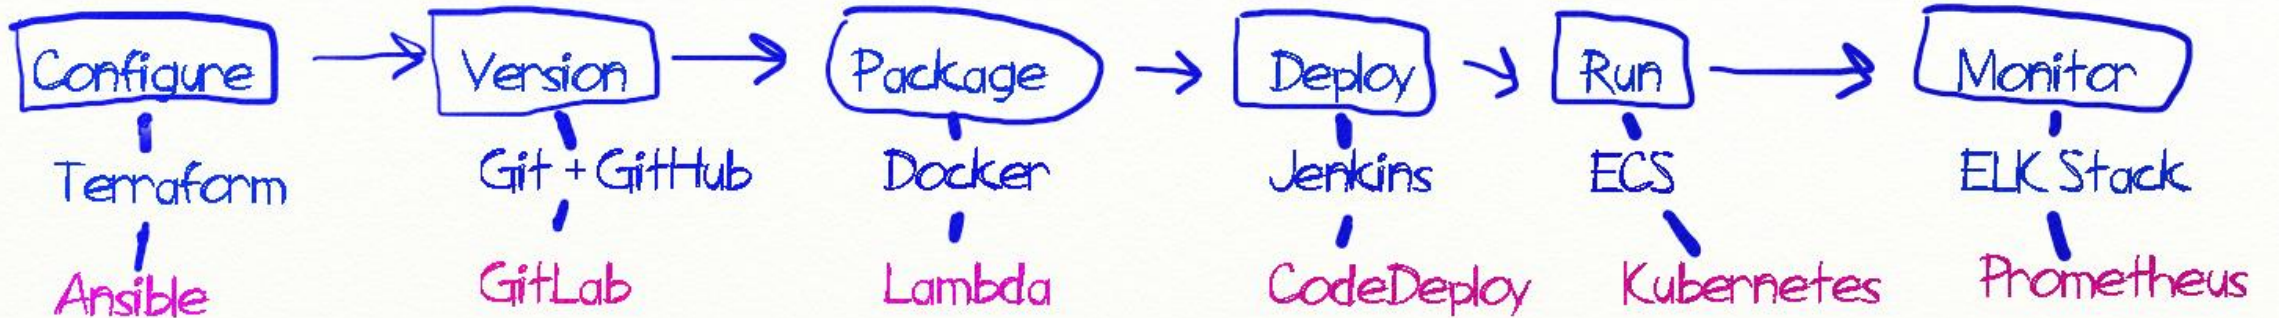 Configure
Version
Package
Deploy
Run
Monitor
Terraform
Git + GitHub
Docker
Jenkins
ECS
ELK Stack
Ansible
GitLab
Lambda
CodeDeploy
Kubernetes
Prometheus